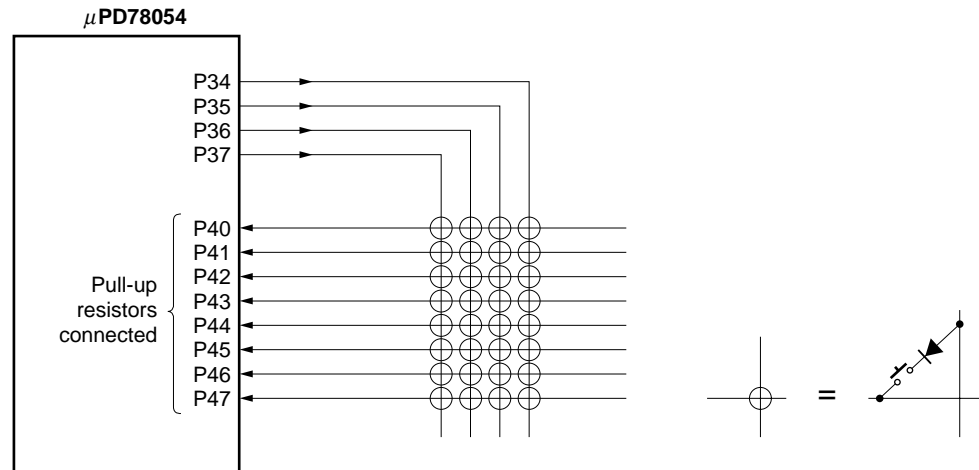 μPD78054
P34
P35
P36
P37
P40
P41
P42
P43
P44
P45
P46
P47
Pull-up
resistors
connected
=